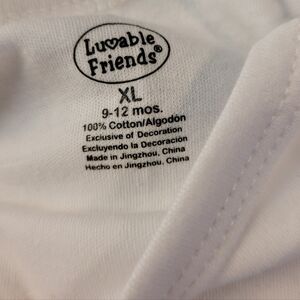 Luvable
Friends®
XL
9-12 mos.
100% Cotton/Algodón
Exclusive of Decoration
Excluyendo la Decoración
Made in Jingzhou, China
Hecho en Jingzhou, China